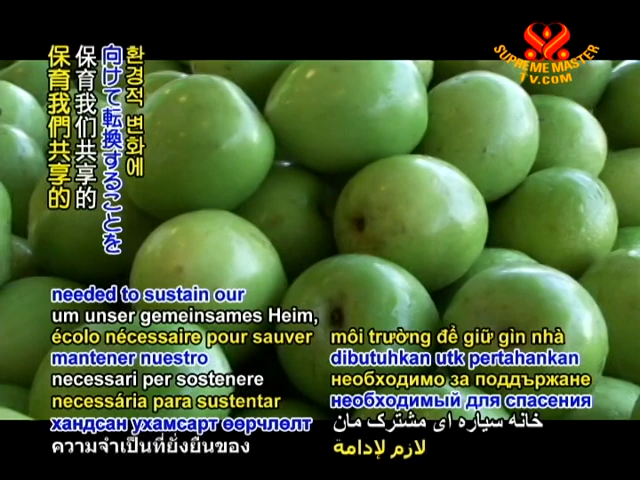 SUPREME MASTER
TV.COM
환경적 변화에
向けて転換することを
保育我们共享的
保育我們共享的
needed to sustain our
um unser gemeinsames Heim,
écolo nécessaire pour sauver
mantener nuestro
necessari per sostenere
necessária para sustentar
хандсан ухамсарт өөрчлөлт
ความจำเป็นที่ยั่งยืนของ
môi trường để giữ gìn nhà
dibutuhkan utk pertahankan
необходимо за поддържане
необходимый для спасения
خانه سیاره ای مشترک مان
لازم لإدامة